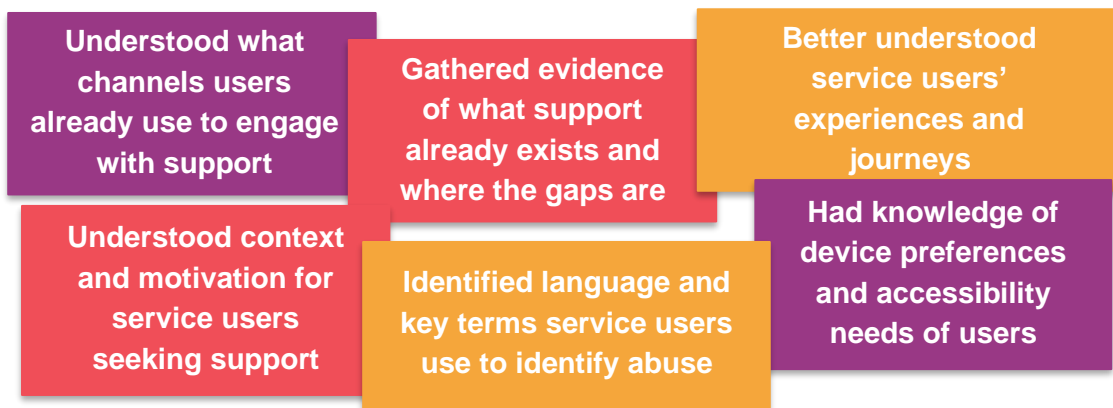 Understood what
channels users
already use to engage
with support
Gathered evidence
of what support
already exists and
where the gaps are
Better understood
service users’
experiences and
journeys
Understood context
and motivation for
service users
seeking support
Identified language and
key terms service users
use to identify abuse
Had knowledge of
device preferences
and accessibility
needs of users